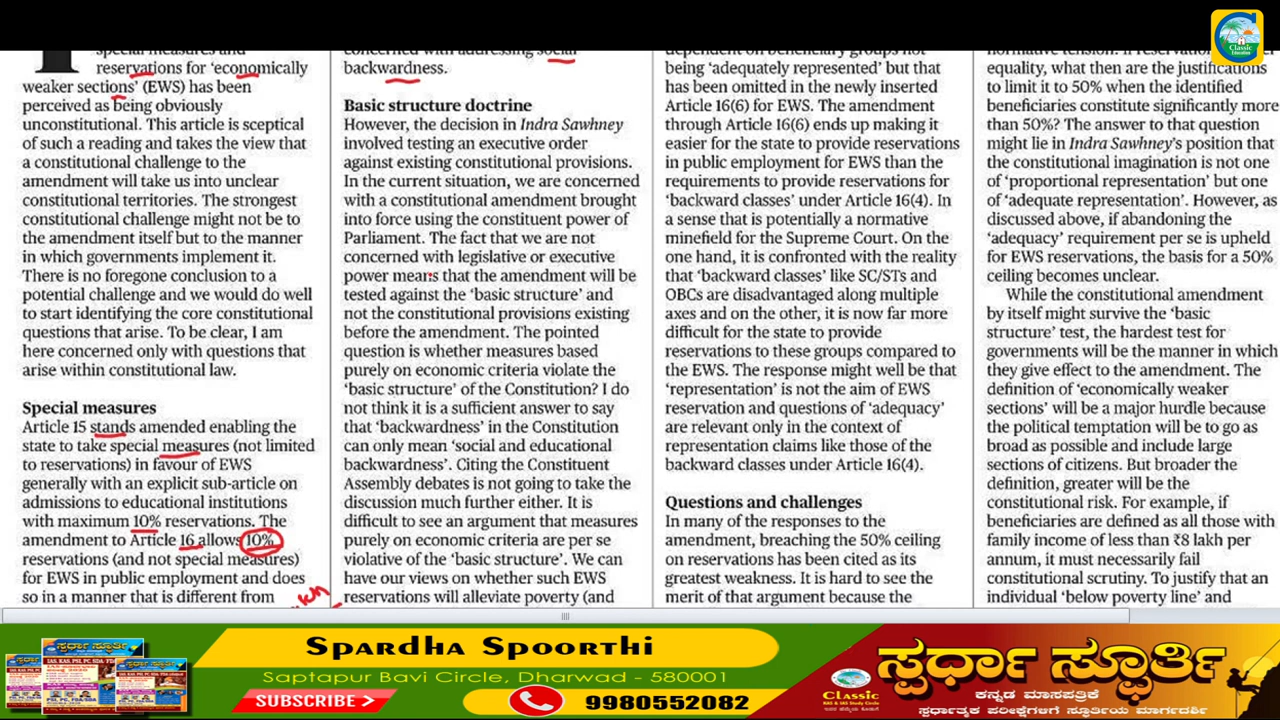 special measures and
reservations for ‘economically
weaker sections’ (EWS) has been
perceived as being obviously
unconstitutional. This article is sceptical
of such a reading and takes the view that
a constitutional challenge to the
amendment will take us into unclear
constitutional territories. The strongest
constitutional challenge might not be to
the amendment itself but to the manner
in which governments implement it.
There is no foregone conclusion to a
potential challenge and we would do well
to start identifying the core constitutional
questions that arise. To be clear, I am
here concerned only with questions that
arise within constitutional law.
Special measures
Article 15 stands amended enabling the
state to take special measures (not limited
to reservations) in favour of EWS
generally with an explicit sub-article on
admissions to educational institutions
with maximum 10% reservations. The
amendment to Article 16 allows 10%
reservations (and not special measures)
for EWS in public employment and does
so in a manner that is different from
concerned with addressing social
backwardness.
Basic structure doctrine
However, the decision in Indra Sawhney
involved testing an executive order
against existing constitutional provisions.
In the current situation, we are concerned
with a constitutional amendment brought
into force using the constituent power of
Parliament. The fact that we are not
concerned with legislative or executive
power means that the amendment will be
tested against the ‘basic structure’ and
not the constitutional provisions existing
before the amendment. The pointed
question is whether measures based
purely on economic criteria violate the
‘basic structure’ of the Constitution? I do
not think it is a sufficient answer to say
that ‘backwardness’ in the Constitution
can only mean ‘social and educational
backwardness’. Citing the Constituent
Assembly debates is not going to take the
discussion much further either. It is
difficult to see an argument that measures
purely on economic criteria are per se
violative of the ‘basic structure’. We can
have our views on whether such EWS
reservations will alleviate poverty (and
dependent on beneficiary groups not
being ‘adequately represented’ but that
has been omitted in the newly inserted
Article 16(6) for EWS. The amendment
through Article 16(6) ends up making it
easier for the state to provide reservations
in public employment for EWS than the
requirements to provide reservations for
‘backward classes’ under Article 16(4). In
a sense that is potentially a normative
minefield for the Supreme Court. On the
one hand, it is confronted with the reality
that ‘backward classes’ like SC/STs and
OBCs are disadvantaged along multiple
axes and on the other, it is now far more
difficult for the state to provide
reservations to these groups compared to
the EWS. The response might well be that
‘representation’ is not the aim of EWS
reservation and questions of ‘adequacy’
are relevant only in the context of
representation claims like those of the
backward classes under Article 16(4).
Questions and challenges
In many of the responses to the
amendment, breaching the 50% ceiling
on reservations has been cited as its
greatest weakness. It is hard to see the
merit of that argument because the
normative tension. If reservations
equality, what then are the justifications
to limit it to 50% when the identified
beneficiaries constitute significantly more
than 50%? The answer to that question
might lie in Indra Sawhney’s position that
the constitutional imagination is not one
of ‘proportional representation’ but one
of ‘adequate representation’. However, as
discussed above, if abandoning the
‘adequacy’ requirement per se is upheld
for EWS reservations, the basis for a 50%
ceiling becomes unclear.
While the constitutional amendment
by itself might survive the ‘basic
structure’ test, the hardest test for
governments will be the manner in which
they give effect to the amendment. The
definition of ‘economically weaker
sections’ will be a major hurdle because
the political temptation will be to go as
broad as possible and include large
sections of citizens. But broader the
definition, greater will be the
constitutional risk. For example, if
beneficiaries are defined as all those with
family income of less than ₹8 lakh per
annum, it must necessarily fail
constitutional scrutiny. To justify that an
individual ‘below poverty line’ and
Classic
Education
ಸ್ಪರ್ಧಾ ಸ್ಫೂರ್ತಿ
Spardha Spoorthi
Saptapur Bavi Circle, Dharwad - 580001
SUBSCRIBE
9980552082
ಸ್ಪರ್ಧಾ ಸ್ಫೂರ್ತಿ
Classic
KAS & IAS Study Circle
ಕನ್ನಡ ಮಾಸಪತ್ರಿಕೆ
ಸ್ಪರ್ಧಾತ್ಮಕ ಪರೀಕ್ಷೆಗಳಿಗೆ ಸ್ಫೂರ್ತಿಯ ಮಾರ್ಗದರ್ಶಿ